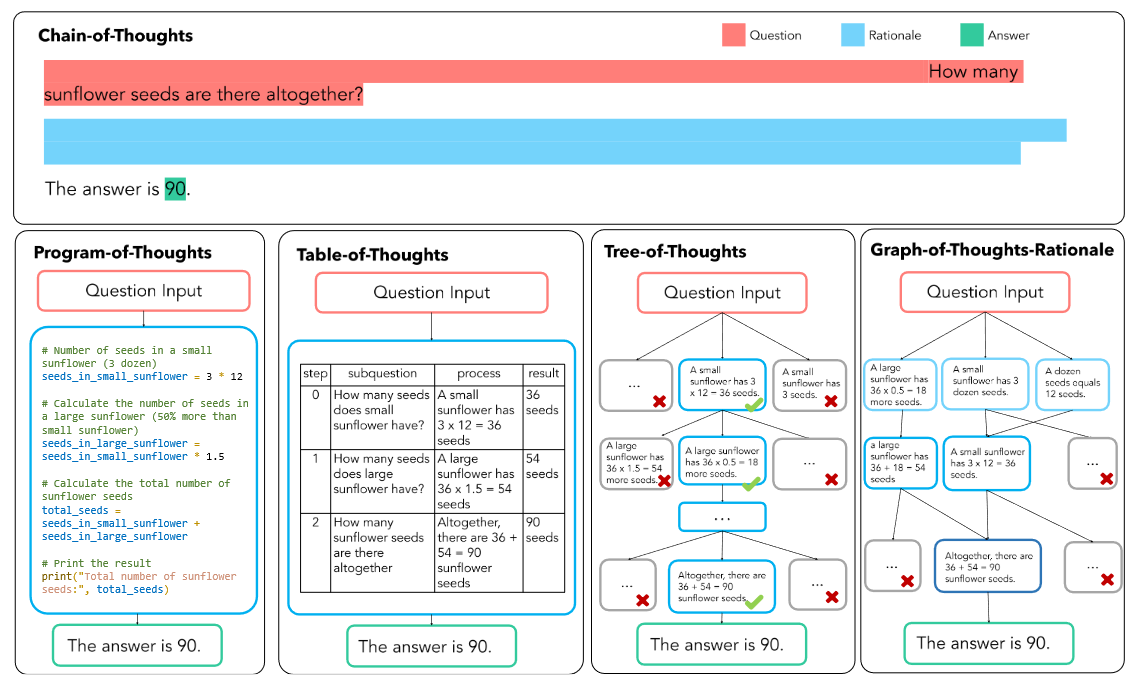 Chain-of-Thoughts
Question
Rationale
Answer
How many
sunflower seeds are there altogether?
The answer is 90.
Program-of-Thoughts
Question Input
# Number of seeds in a small
sunflower (3 dozen)
seeds_in_small_sunflower = 3 * 12
# Calculate the number of seeds in
a large sunflower (50% more than
small sunflower)
seeds_in_large_sunflower =
seeds_in_small_sunflower * 1.5
# Calculate the total number of
sunflower seeds
total_seeds =
seeds_in_small_sunflower +
seeds_in_large_sunflower
# Print the result
print("Total number of sunflower
seeds:", total_seeds)
The answer is 90.
Table-of-Thoughts
Question Input
step subquestion process result
0 How many seeds A small 36
does small sunflower has seeds
sunflower have? 3 x 12 = 36
seeds
1 How many seeds A large 54
does large sunflower has seeds
sunflower have? 36 x 1.5 = 54
seeds
2 How many Altogether, 90
sunflower seeds there are 36 + seeds
are there 54 = 90
altogether sunflower
seeds
The answer is 90.
Tree-of-Thoughts
Question Input
...
A small
sunflower has 3
x 12 = 36 seeds.
A small
sunflower has
3 seeds.
A large
sunflower has
36 x 1.5 = 54
more seeds.
A large sunflower
has 36 x 0.5 = 18
more seeds.
...
...
...
Altogether, there are
36 + 54 = 90
sunflower seeds.
...
The answer is 90.
Graph-of-Thoughts-Rationale
Question Input
A large
sunflower has
36 x 0.5 = 18
more seeds.
A small
sunflower has 3
dozen seeds.
A dozen
seeds equals
12 seeds.
a large
sunflower has
36 + 18 = 54
seeds
A small sunflower
has 3 x 12 = 36
seeds.
...
...
Altogether, there are
36 + 54 = 90
sunflower seeds.
...
The answer is 90.